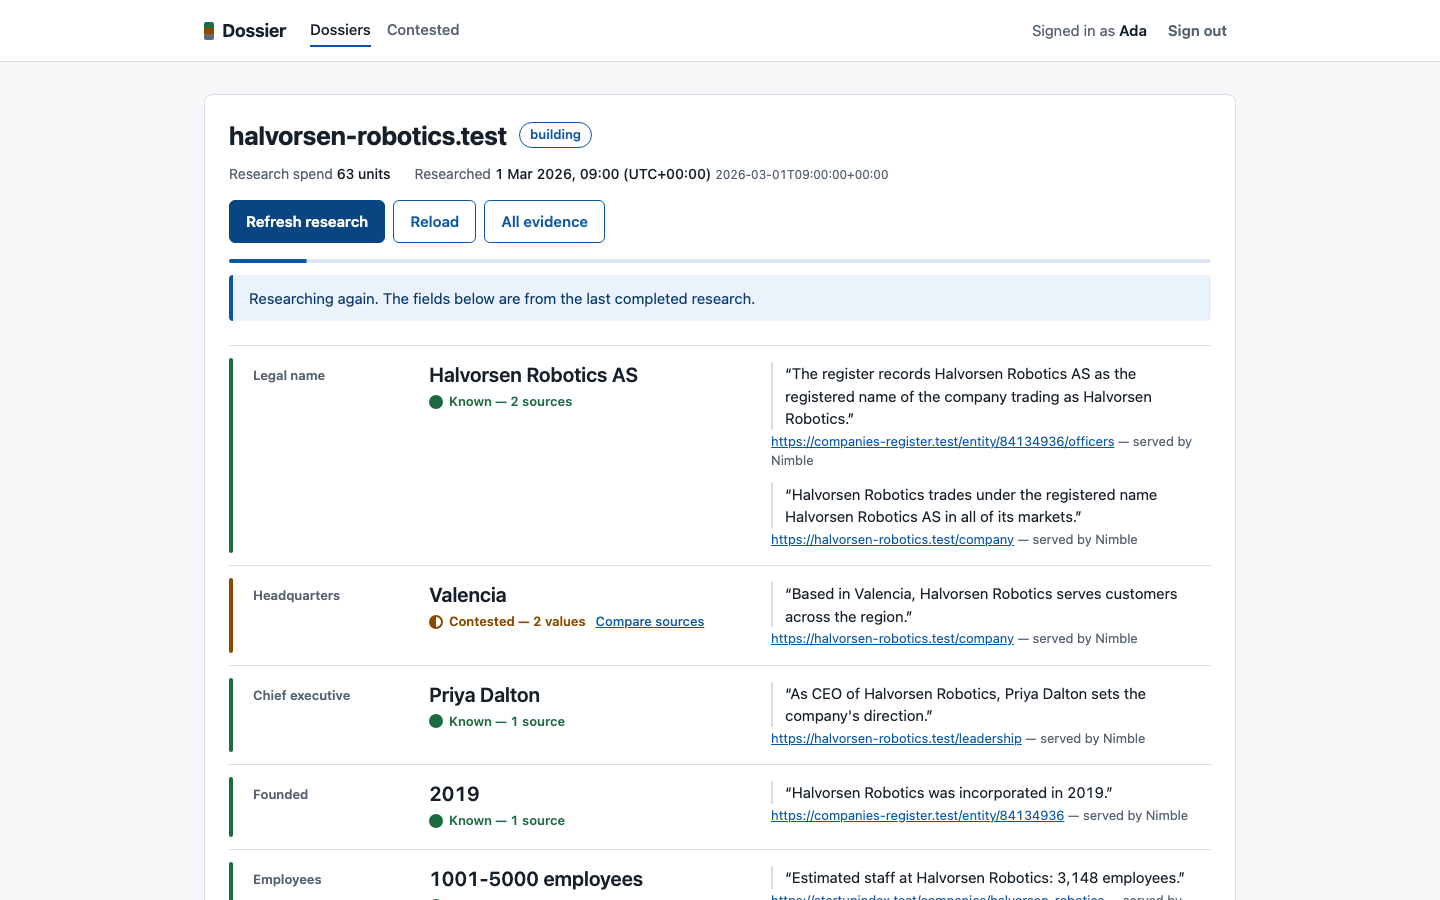 Dossier Dossiers Contested Signed in as Ada Sign out
halvorsen-robotics.test building
Research spend 63 units Researched 1 Mar 2026, 09:00 (UTC+00:00) 2026-03-01T09:00:00+00:00
Refresh research Reload All evidence
Researching again. The fields below are from the last completed research.
Legal name
Halvorsen Robotics AS
Known — 2 sources
“The register records Halvorsen Robotics AS as the
registered name of the company trading as Halvorsen
Robotics.”
https://companies-register.test/entity/84134936/officers — served by
Nimble
“Halvorsen Robotics trades under the registered name
Halvorsen Robotics AS in all of its markets.”
https://halvorsen-robotics.test/company — served by Nimble
Headquarters
Valencia
Contested — 2 values Compare sources
“Based in Valencia, Halvorsen Robotics serves customers
across the region.”
https://halvorsen-robotics.test/company — served by Nimble
Chief executive
Priya Dalton
Known — 1 source
“As CEO of Halvorsen Robotics, Priya Dalton sets the
company's direction.”
https://halvorsen-robotics.test/leadership — served by Nimble
Founded
2019
Known — 1 source
“Halvorsen Robotics was incorporated in 2019.”
https://companies-register.test/entity/84134936 — served by Nimble
Employees
1001-5000 employees
“Estimated staff at Halvorsen Robotics: 3,148 employees.”
https://startupindex.test/companies/halvorsen-robotics — served by